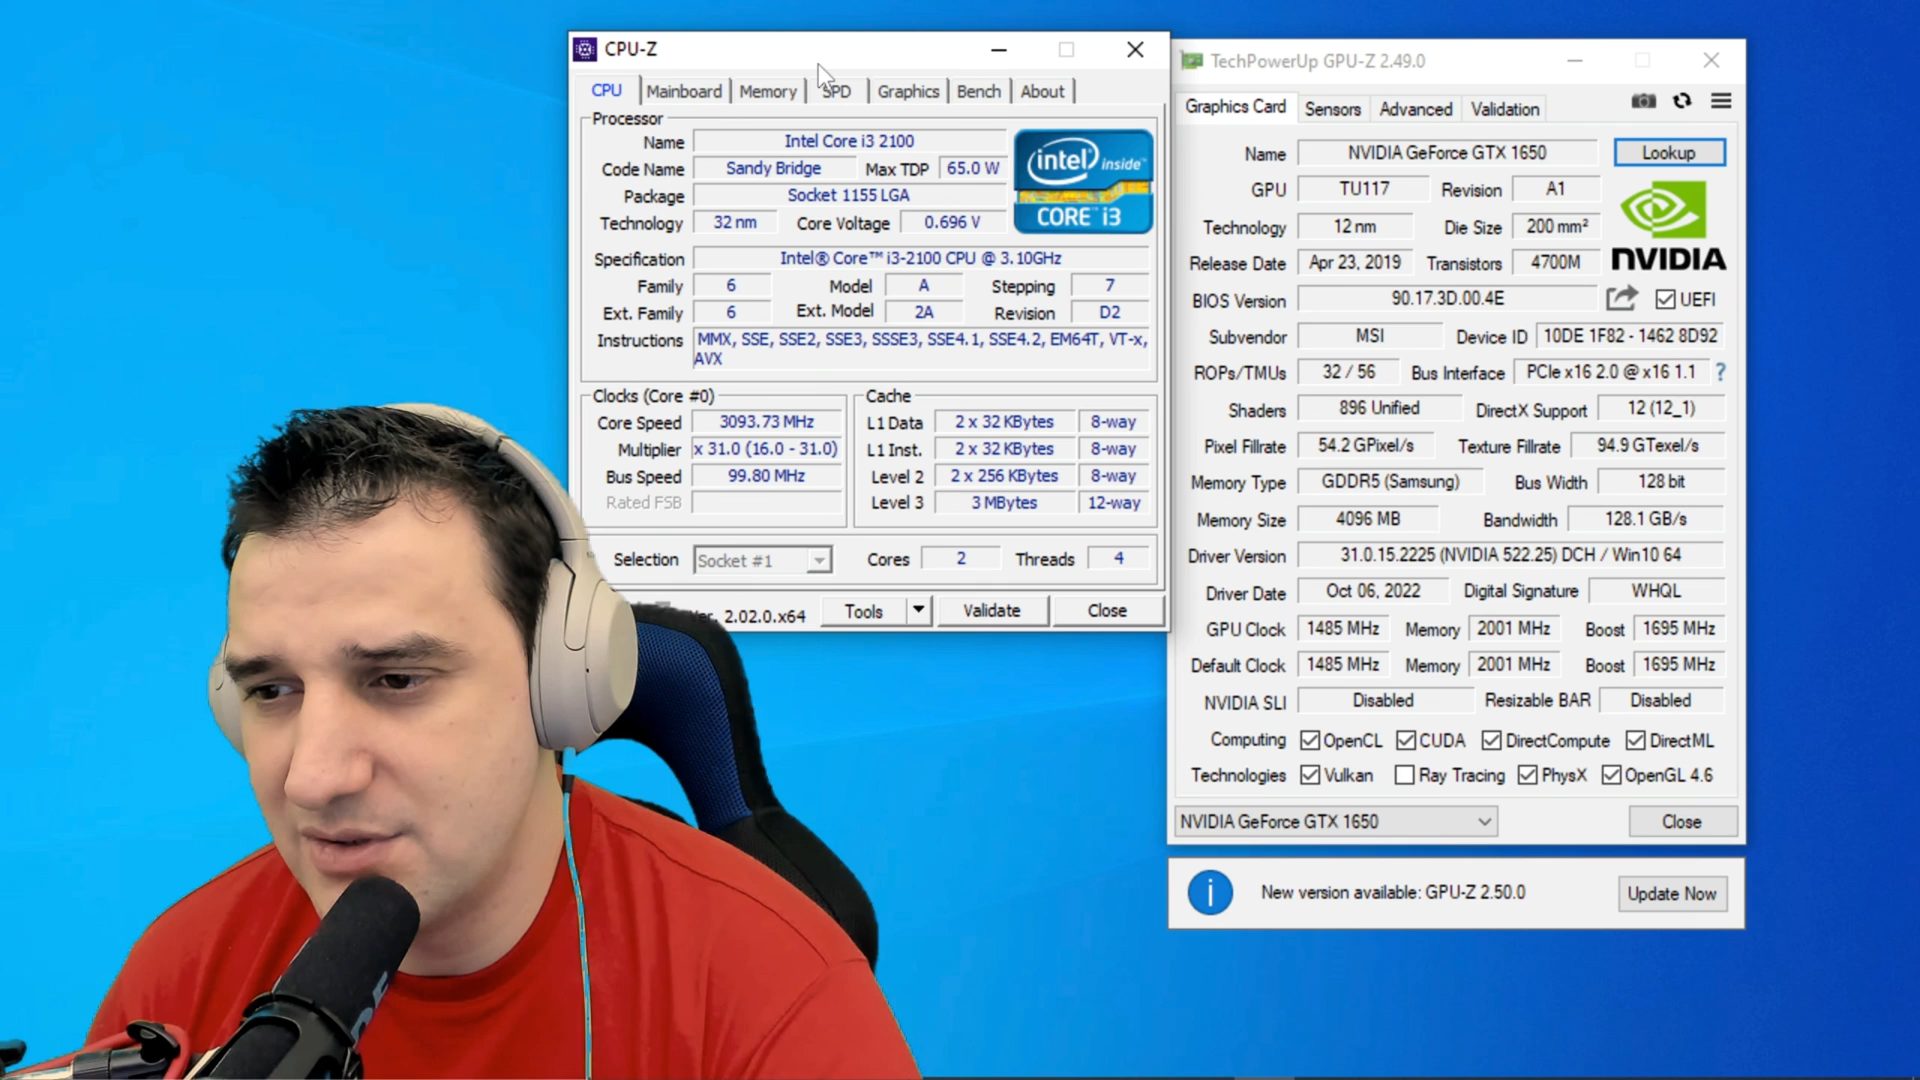 CPU-Z
CPU Mainboard Memory SPD Graphics Bench About
Processor
Name Intel Core i3 2100
Code Name Sandy Bridge Max TDP 65.0 W
Package Socket 1155 LGA
Technology 32 nm Core Voltage 0.696 V
intel inside™
CORE™ i3
Specification Intel® Core™ i3-2100 CPU @ 3.10GHz
Family 6 Model A Stepping 7
Ext. Family 6 Ext. Model 2A Revision D2
Instructions MMX, SSE, SSE2, SSE3, SSSE3, SSE4.1, SSE4.2, EM64T, VT-x,
AVX
Clocks (Core #0)
Core Speed 3093.73 MHz
Multiplier x 31.0 (16.0 - 31.0)
Bus Speed 99.80 MHz
Rated FSB
Cache
L1 Data 2 x 32 KBytes 8-way
L1 Inst. 2 x 32 KBytes 8-way
Level 2 2 x 256 KBytes 8-way
Level 3 3 MBytes 12-way
Selection Socket #1 Cores 2 Threads 4
Ver. 2.02.0.x64 Tools Validate Close
TechPowerUp GPU-Z 2.49.0
Graphics Card Sensors Advanced Validation
Name NVIDIA GeForce GTX 1650 Lookup
GPU TU117 Revision A1
Technology 12 nm Die Size 200 mm²
Release Date Apr 23, 2019 Transistors 4700M
NVIDIA
BIOS Version 90.17.3D.00.4E UEFI
Subvendor MSI Device ID 10DE 1F82 - 1462 8D92
ROPs/TMUs 32 / 56 Bus Interface PCIe x16 2.0 @ x16 1.1 ?
Shaders 896 Unified DirectX Support 12 (12_1)
Pixel Fillrate 54.2 GPixel/s Texture Fillrate 94.9 GTexel/s
Memory Type GDDR5 (Samsung) Bus Width 128 bit
Memory Size 4096 MB Bandwidth 128.1 GB/s
Driver Version 31.0.15.2225 (NVIDIA 522.25) DCH / Win10 64
Driver Date Oct 06, 2022 Digital Signature WHQL
GPU Clock 1485 MHz Memory 2001 MHz Boost 1695 MHz
Default Clock 1485 MHz Memory 2001 MHz Boost 1695 MHz
NVIDIA SLI Disabled Resizable BAR Disabled
Computing OpenCL CUDA DirectCompute DirectML
Technologies Vulkan Ray Tracing PhysX OpenGL 4.6
NVIDIA GeForce GTX 1650 Close
New version available: GPU-Z 2.50.0 Update Now